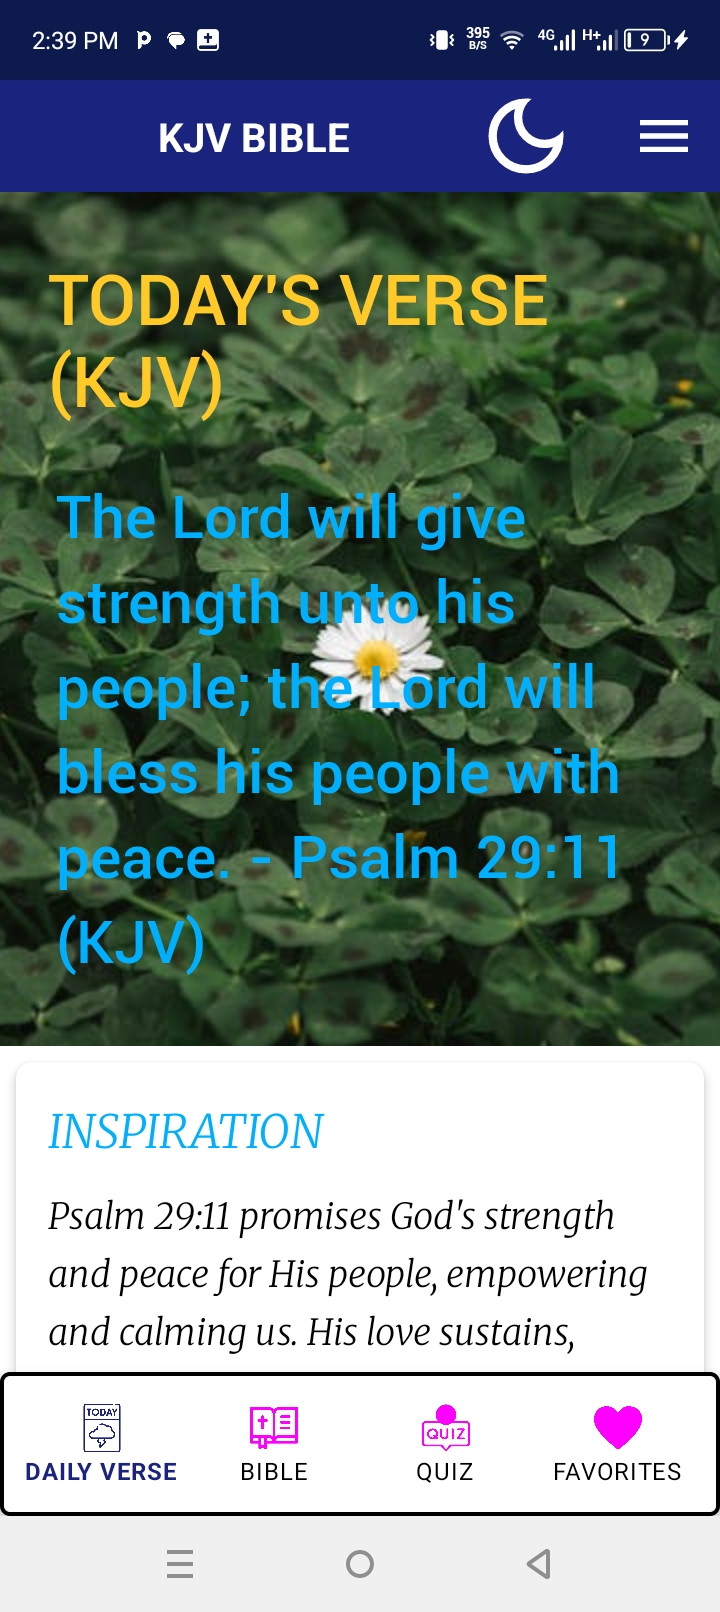 2:39 PM
395
B/S
4G
H+
9
KJV BIBLE
TODAY'S VERSE
(KJV)
The Lord will give
strength unto his
people; the Lord will
bless his people with
peace. - Psalm 29:11
(KJV)
INSPIRATION
Psalm 29:11 promises God's strength
and peace for His people, empowering
and calming us. His love sustains,
TODAY
QUIZ
DAILY VERSE
BIBLE
QUIZ
FAVORITES